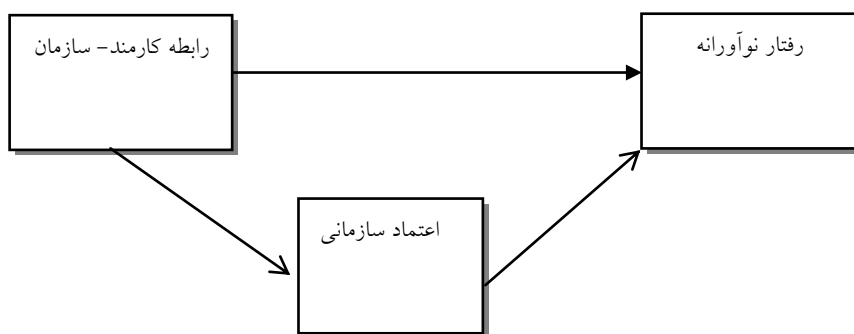 رابطه کارمند- سازمان
رفتار نوآورانه
اعتماد سازمانی